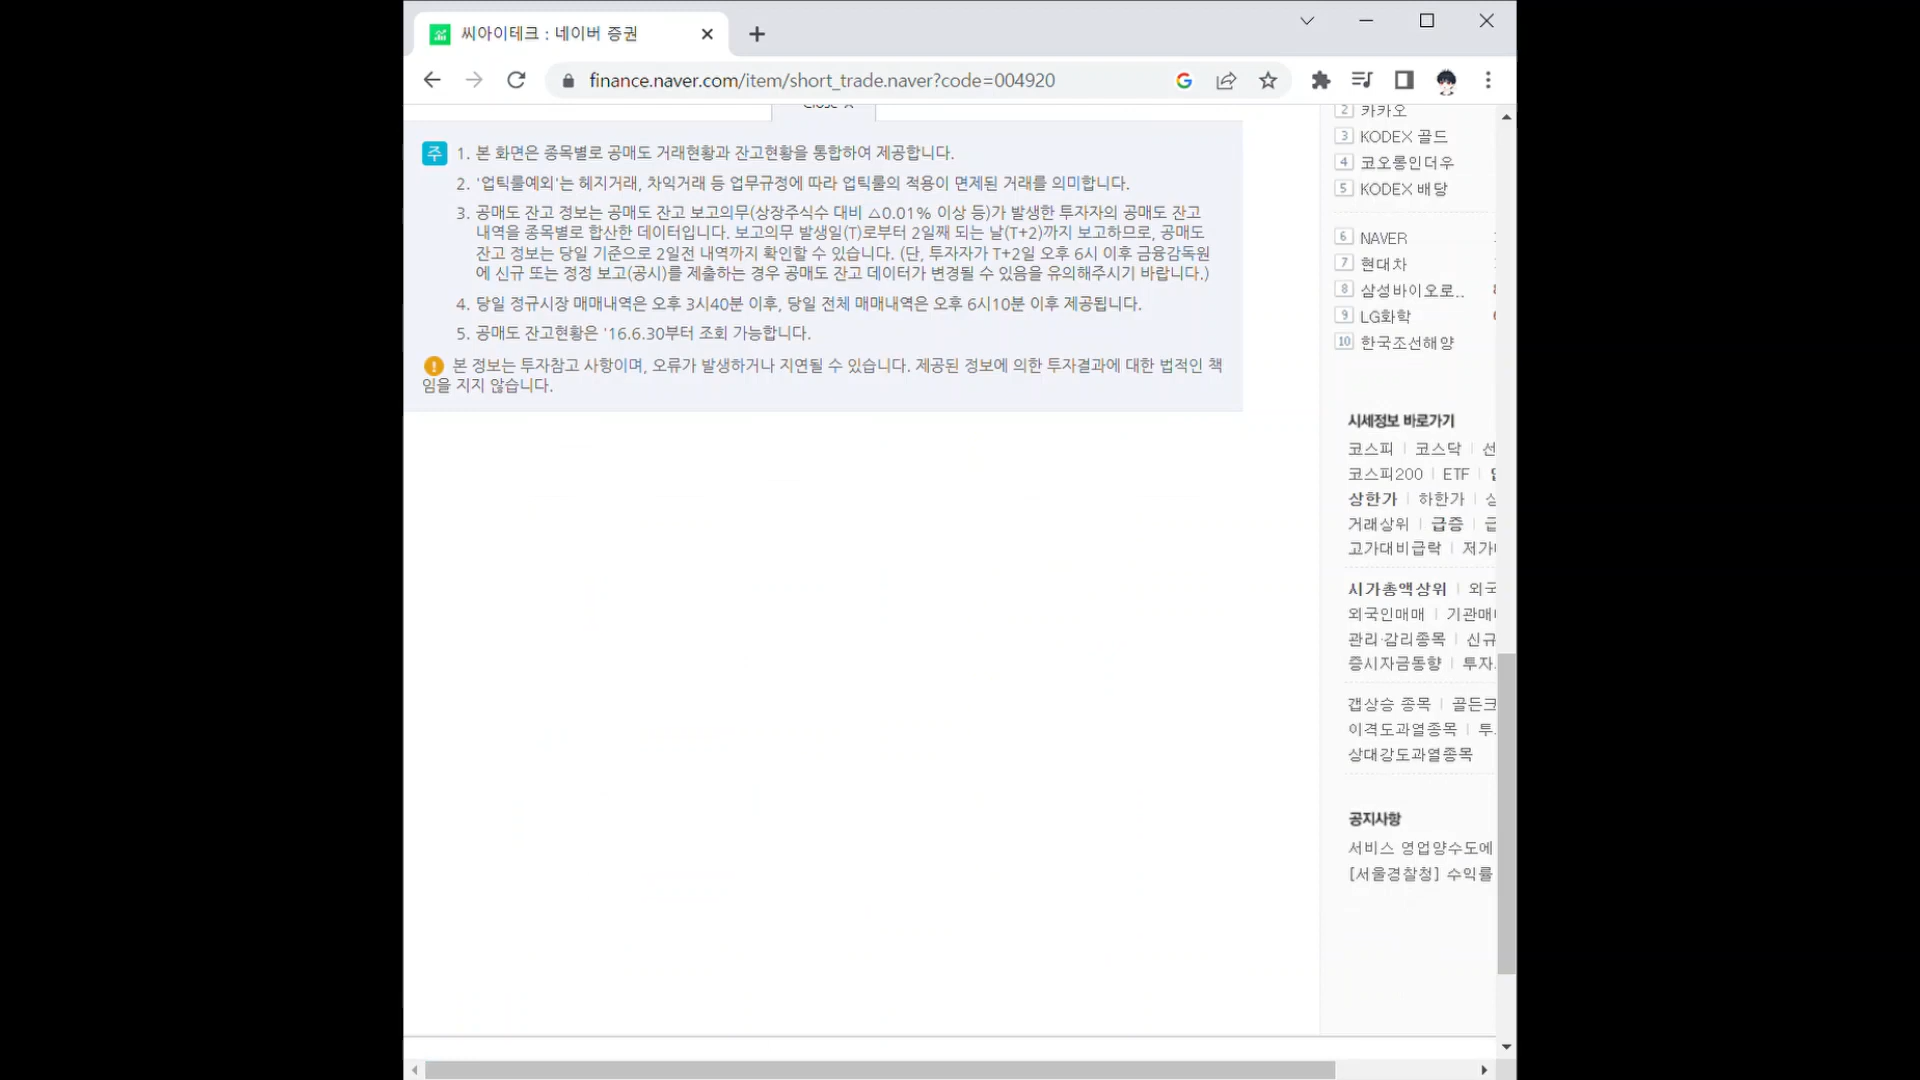 씨아이테크 : 네이버 증권
finance.naver.com/item/short_trade.naver?code=004920
Close X
주 1. 본 화면은 종목별로 공매도 거래현황과 잔고현황을 통합하여 제공합니다.
2. '업틱룰예외'는 헤지거래, 차익거래 등 업무규정에 따라 업틱룰의 적용이 면제된 거래를 의미합니다.
3. 공매도 잔고 정보는 공매도 잔고 보고의무(상장주식수 대비 △0.01% 이상 등)가 발생한 투자자의 공매도 잔고
내역을 종목별로 합산한 데이터입니다. 보고의무 발생일(T)로부터 2일째 되는 날(T+2)까지 보고하므로, 공매도
잔고 정보는 당일 기준으로 2일전 내역까지 확인할 수 있습니다. (단, 투자자가 T+2일 오후 6시 이후 금융감독원
에 신규 또는 정정 보고(공시)를 제출하는 경우 공매도 잔고 데이터가 변경될 수 있음을 유의해주시기 바랍니다.)
4. 당일 정규시장 매매내역은 오후 3시40분 이후, 당일 전체 매매내역은 오후 6시10분 이후 제공됩니다.
5. 공매도 잔고현황은 '16.6.30부터 조회 가능합니다.
본 정보는 투자참고 사항이며, 오류가 발생하거나 지연될 수 있습니다. 제공된 정보에 의한 투자결과에 대한 법적인 책
임을 지지 않습니다.
2 카카오
3 KODEX 골드
4 코오롱인더우
5 KODEX 배당
6 NAVER
7 현대차
8 삼성바이오로..
9 LG화학
10 한국조선해양
시세정보 바로가기
코스피 | 코스닥 | 선
코스피200 | ETF |
상한가 | 하한가 | 상
거래상위 | 급증 | 급
고가대비급락 | 저가
시가총액상위 | 외국
외국인매매 | 기관매
관리·감리종목 | 신규
증시자금동향 | 투자
갭상승 종목 | 골든크
이격도과열종목 | 투
상대강도과열종목
공지사항
서비스 영업양수도에
[서울경찰청] 수익률